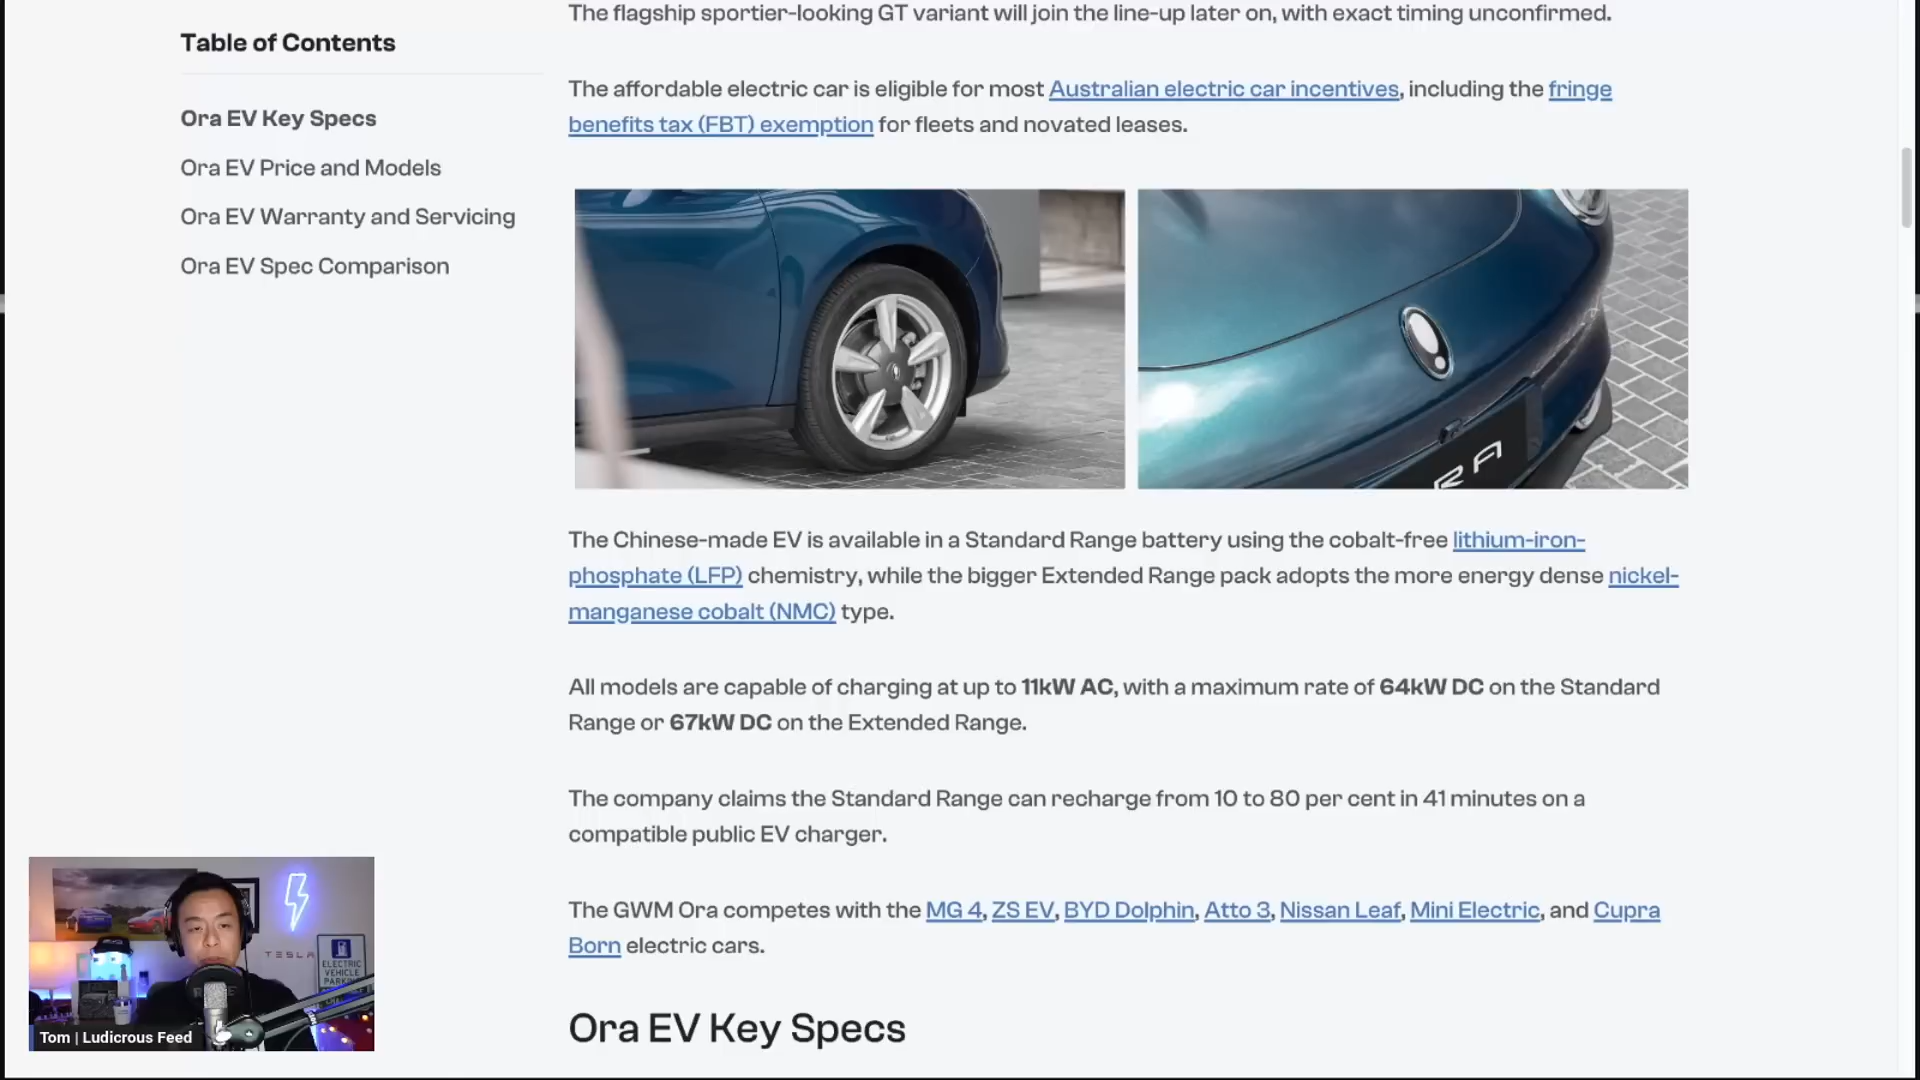 The flagship sportier-looking GT variant will join the line-up later on, with exact timing unconfirmed.
Table of Contents
Ora EV Key Specs
Ora EV Price and Models
Ora EV Warranty and Servicing
Ora EV Spec Comparison
The affordable electric car is eligible for most Australian electric car incentives, including the fringe
benefits tax (FBT) exemption for fleets and novated leases.
RA
The Chinese-made EV is available in a Standard Range battery using the cobalt-free lithium-iron-
phosphate (LFP) chemistry, while the bigger Extended Range pack adopts the more energy dense nickel-
manganese cobalt (NMC) type.
All models are capable of charging at up to 11kW AC, with a maximum rate of 64kW DC on the Standard
Range or 67kW DC on the Extended Range.
The company claims the Standard Range can recharge from 10 to 80 per cent in 41 minutes on a
compatible public EV charger.
The GWM Ora competes with the MG 4, ZS EV, BYD Dolphin, Atto 3, Nissan Leaf, Mini Electric, and Cupra
Born electric cars.
Ora EV Key Specs
TESLA
ELECTRIC
VEHICLE
PARKING
Tom | Ludicrous Feed